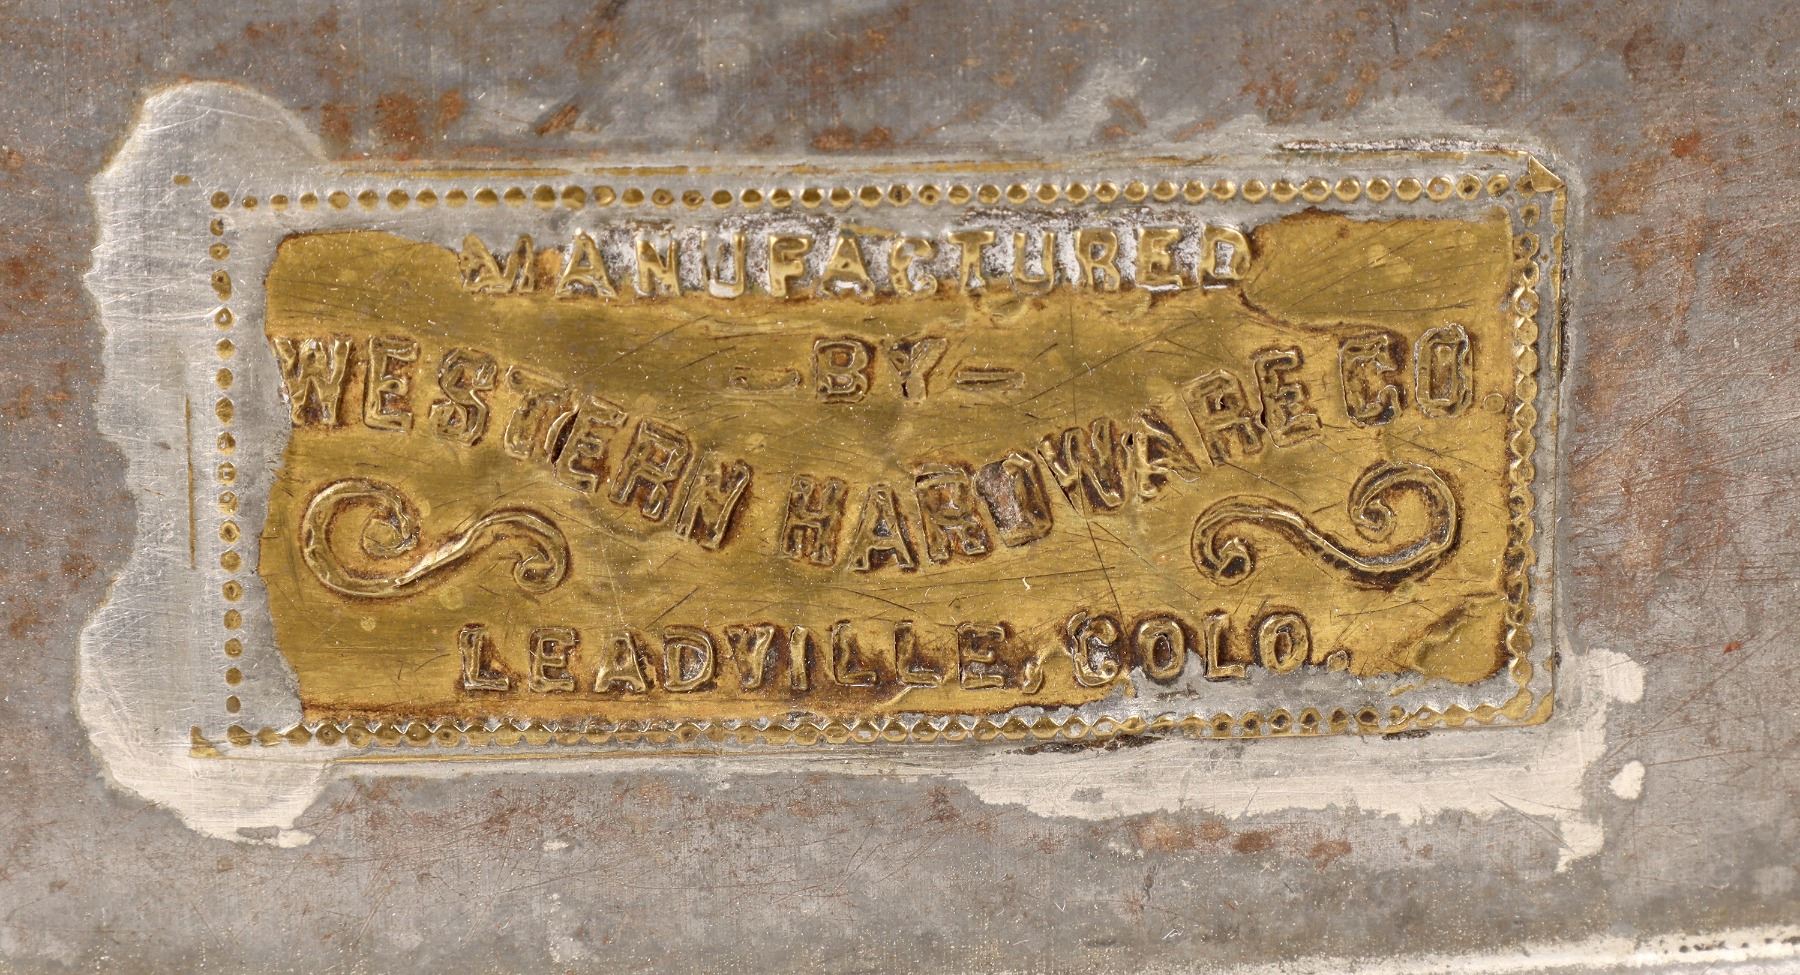 MANUFACTURED
-BY-
WESTERN HARDWARE CO.
LEADVILLE, COLO.